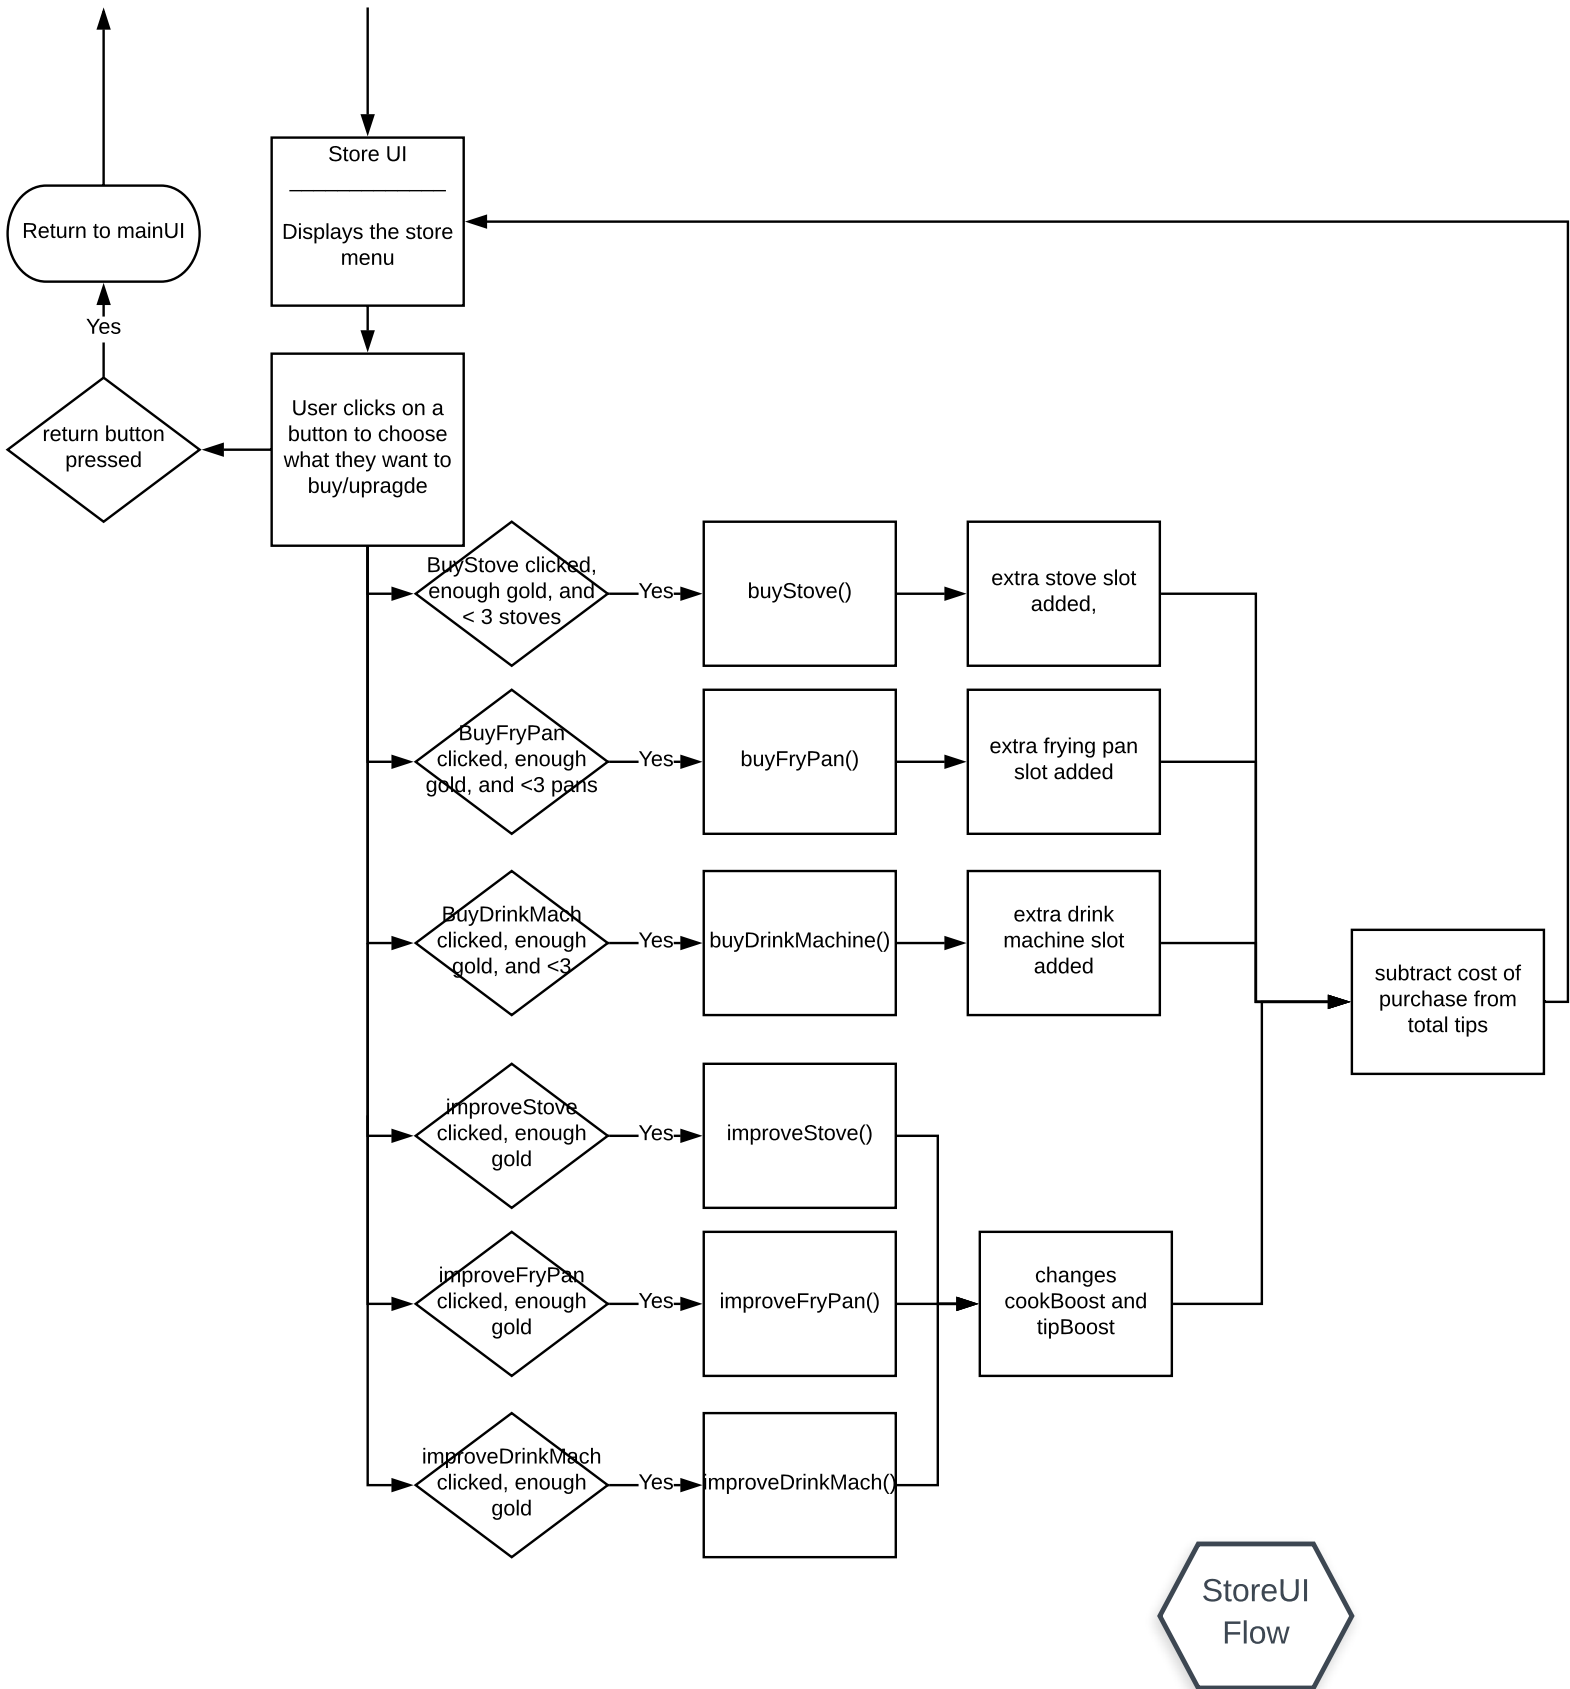 Store UI
_____________
Displays the store
menu
Return to mainUI
Yes
return button
pressed
User clicks on a
button to choose
what they want to
buy/upragde
BuyStove clicked,
enough gold, and
< 3 stoves
Yes
buyStove()
extra stove slot
added,
BuyFryPan
clicked, enough
gold, and <3 pans
Yes
buyFryPan()
extra frying pan
slot added
BuyDrinkMach
clicked, enough
gold, and <3
Yes
buyDrinkMachine()
extra drink
machine slot
added
subtract cost of
purchase from
total tips
improveStove
clicked, enough
gold
Yes
improveStove()
improveFryPan
clicked, enough
gold
Yes
improveFryPan()
changes
cookBoost and
tipBoost
improveDrinkMach
clicked, enough
gold
Yes
improveDrinkMach()
StoreUI
Flow